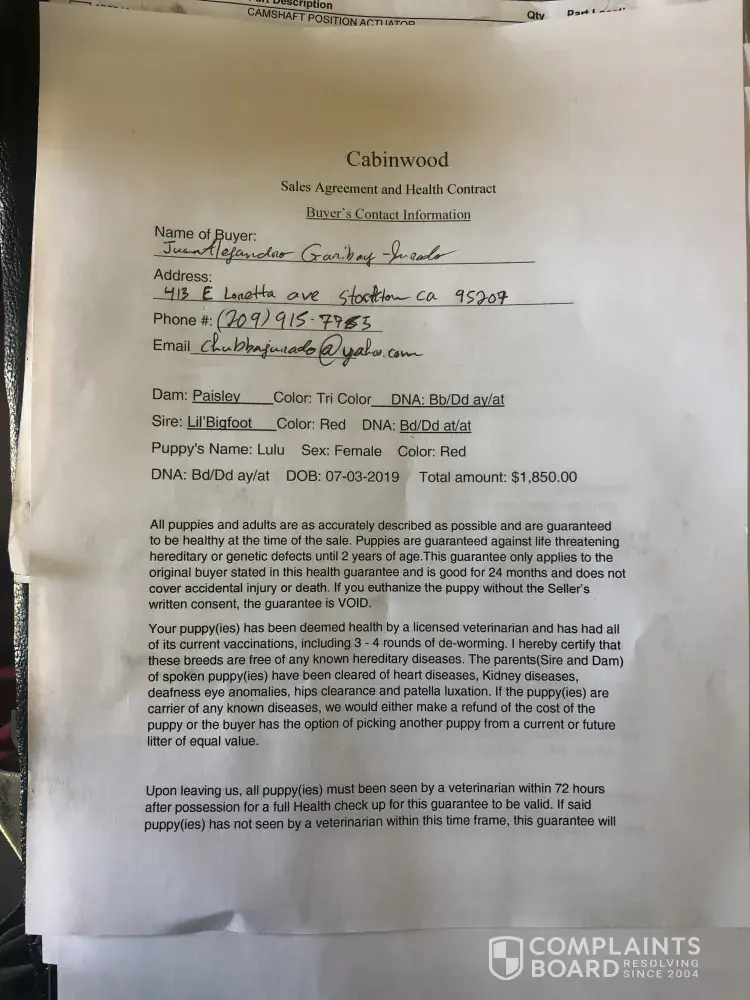 Part Description
CAMSHAFT POSITION ACTUATOR
Qty
Cabinwood
Sales Agreement and Health Contract
Buyer's Contact Information
Name of Buyer:
Juan Alejandro Garibay-Jurado
Address:
413 E Lonetta ave Stockton ca 95207
Phone #: (209) 915-
Email chubbajurado@yahoo.com
Dam: Paisley Color: Tri Color DNA: Bb/Dd ay/at
Sire: Lil'Bigfoot Color: Red DNA: Bd/Dd at/at
Puppy's Name: Lulu Sex: Female Color: Red
DNA: Bd/Dd ay/at DOB: 07-03-2019 Total amount: $1,850.00
All puppies and adults are as accurately described as possible and are guaranteed
to be healthy at the time of the sale. Puppies are guaranteed against life threatening
hereditary or genetic defects until 2 years of age.This guarantee only applies to the
original buyer stated in this health guarantee and is good for 24 months and does not
cover accidental injury or death. If you euthanize the puppy without the Seller's
written consent, the guarantee is VOID.
Your puppy(ies) has been deemed health by a licensed veterinarian and has had all
of its current vaccinations, including 3 - 4 rounds of de-worming. I hereby certify that
these breeds are free of any known hereditary diseases. The parents(Sire and Dam)
of spoken puppy(ies) have been cleared of heart diseases, Kidney diseases,
deafness eye anomalies, hips clearance and patella luxation. If the puppy(ies) are
carrier of any known diseases, we would either make a refund of the cost of the
puppy or the buyer has the option of picking another puppy from a current or future
litter of equal value.
Upon leaving us, all puppy(ies) must been seen by a veterinarian within 72 hours
after possession for a full Health check up for this guarantee to be valid. If said
puppy(ies) has not seen by a veterinarian within this time frame, this guarantee will
COMPLAINTS
BOARD RESOLVING SINCE 2004